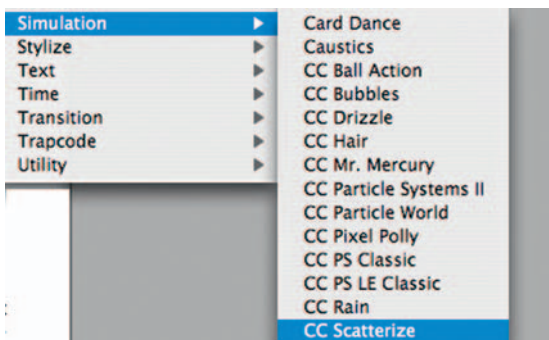 Simulation
Stylize
Text
Time
Transition
Trapcode
Utility
Card Dance
Caustics
CC Ball Action
CC Bubbles
CC Drizzle
CC Hair
CC Mr. Mercury
CC Particle Systems II
CC Particle World
CC Pixel Polly
CC PS Classic
CC PS LE Classic
CC Rain
CC Scatterize